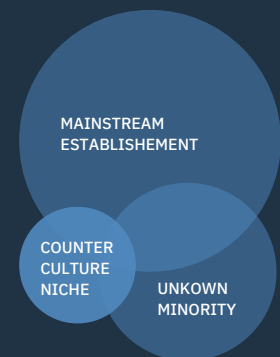 MAINSTREAM
ESTABLISHEMENT
COUNTER
CULTURE
NICHE
UNKOWN
MINORITY